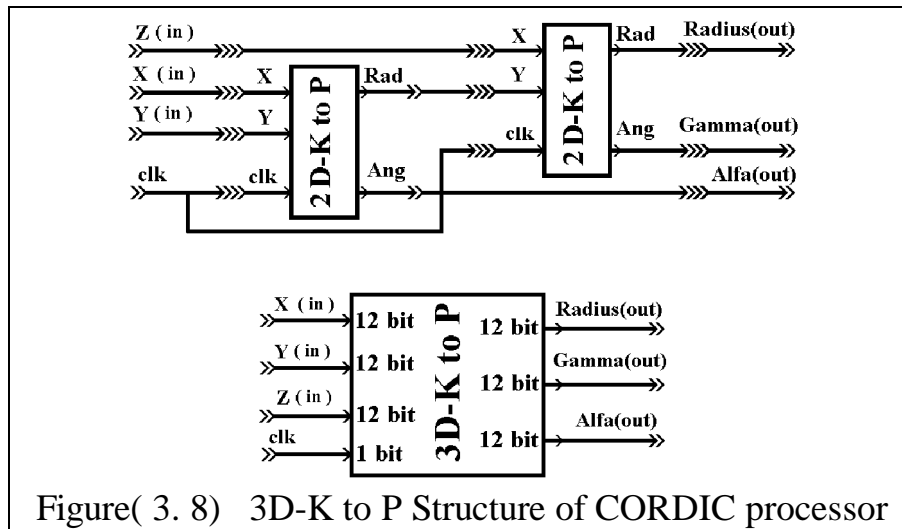 Z ( in )
X
Rad
Radius(out)
X ( in )
X
Rad
Y
Y ( in )
Y
2D-K to P
2D-K to P
clk
Ang
Gamma(out)
clk
clk
Ang
Alfa(out)
X ( in )
12 bit
12 bit
Radius(out)
Y ( in )
12 bit
3D-K to P
12 bit
Gamma(out)
Z ( in )
12 bit
12 bit
Alfa(out)
clk
1 bit
Figure( 3. 8) 3D-K to P Structure of CORDIC processor